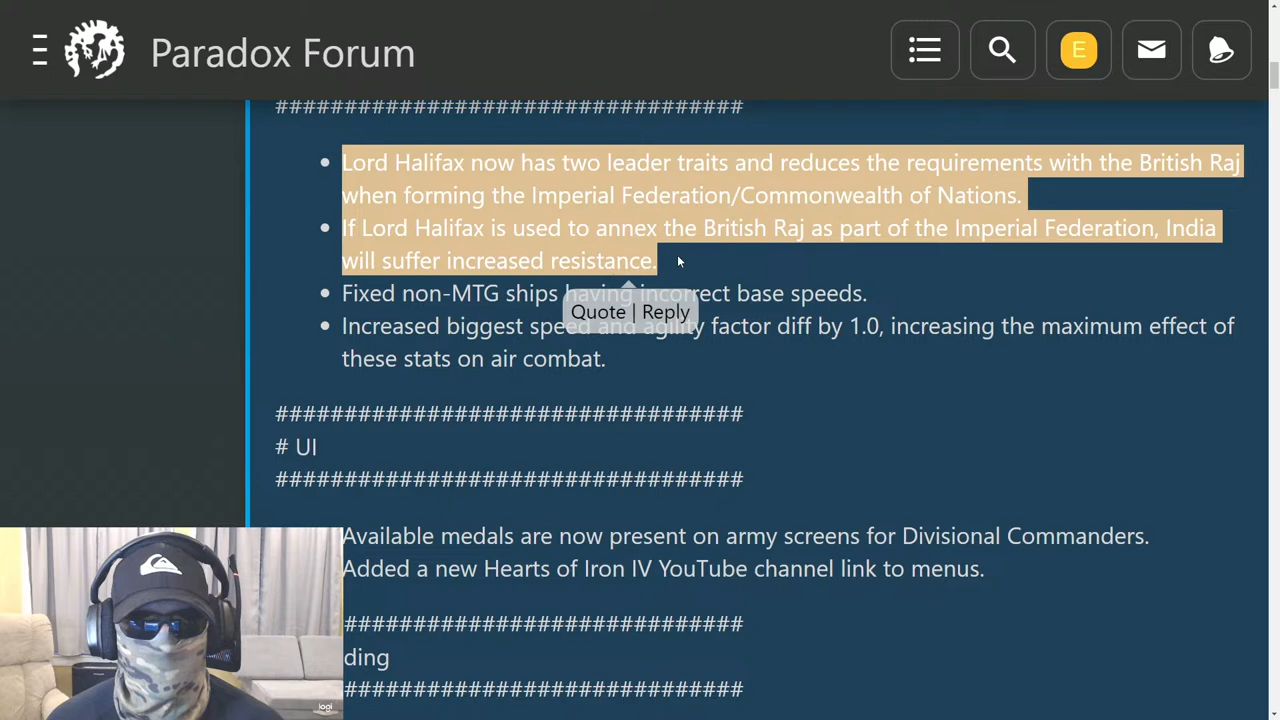 Paradox Forum
E
##################################
Lord Halifax now has two leader traits and reduces the requirements with the British Raj
when forming the Imperial Federation/Commonwealth of Nations.
If Lord Halifax is used to annex the British Raj as part of the Imperial Federation, India
will suffer increased resistance.
Fixed non-MTG ships having incorrect base speeds.
Quote | Reply
Increased biggest speed and agility factor diff by 1.0, increasing the maximum effect of
these stats on air combat.
##################################
# UI
##################################
Available medals are now present on army screens for Divisional Commanders.
Added a new Hearts of Iron IV YouTube channel link to menus.
#############################
ding
#############################
logi